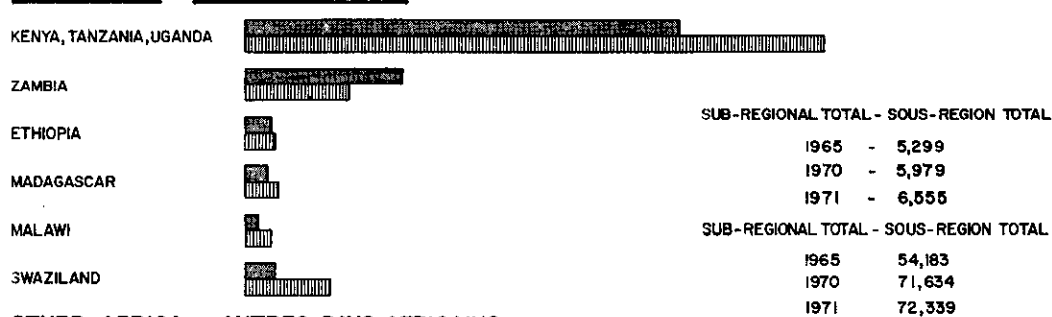 KENYA, TANZANIA, UGANDA
ZAMBIA
ETHIOPIA
MADAGASCAR
MALAWI
SWAZILAND
SUB-REGIONAL TOTAL - SOUS-REGION TOTAL
1965 - 5,299
1970 - 5,979
1971 - 6,555
SUB-REGIONAL TOTAL - SOUS-REGION TOTAL
1965 54,183
1970 71,634
1971 72,339